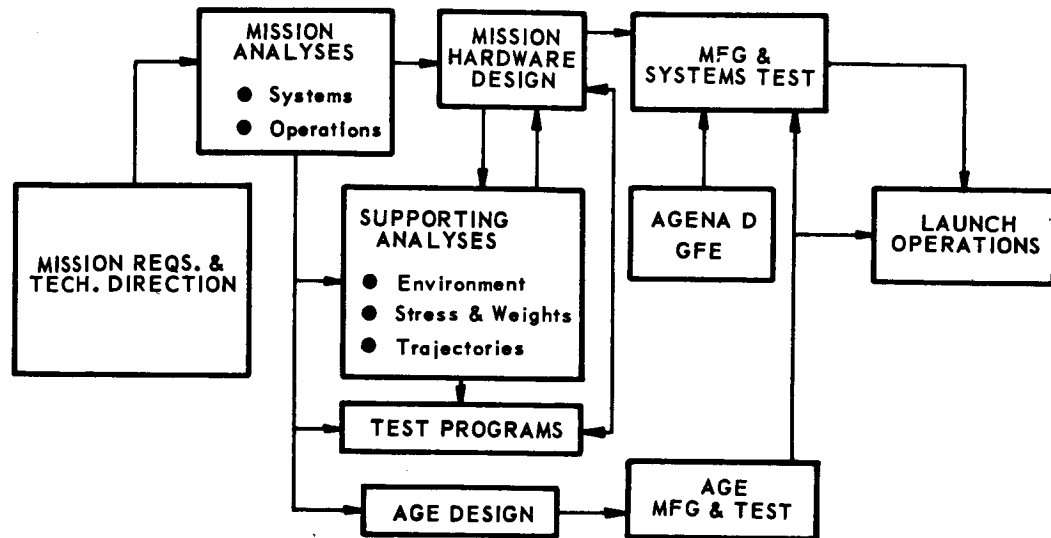 MISSION
ANALYSES
● Systems
● Operations
MISSION
HARDWARE
DESIGN
MFG &
SYSTEMS TEST
MISSION REQS. &
TECH. DIRECTION
SUPPORTING
ANALYSES
● Environment
● Stress & Weights
● Trajectories
AGENA D
GFE
LAUNCH
OPERATIONS
TEST PROGRAMS
AGE DESIGN
AGE
MFG & TEST